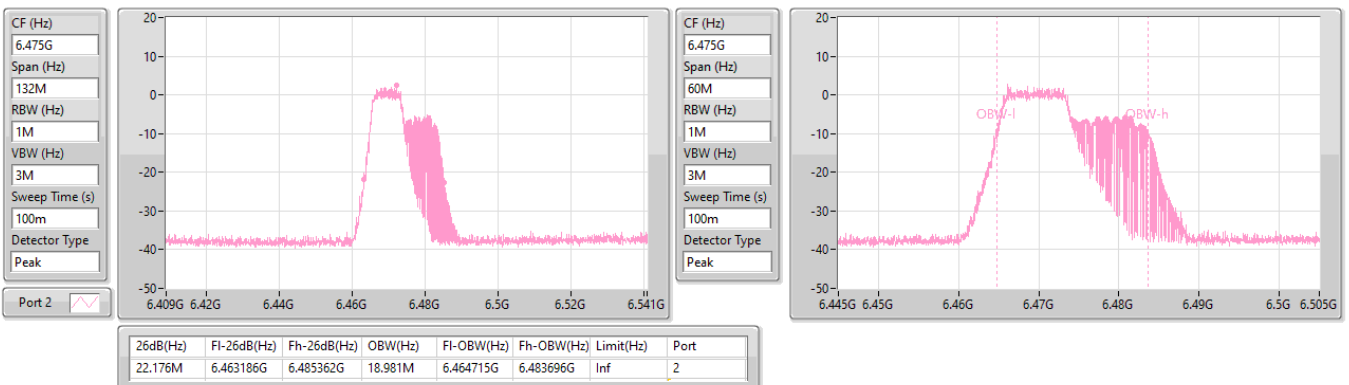 CF (Hz)
6.475G
Span (Hz)
132M
RBW (Hz)
1M
VBW (Hz)
3M
Sweep Time (s)
100m
Detector Type
Peak
Port 2
20-
10-
0-
-10-
-20-
-30-
-40-
-50-
6.409G 6.42G 6.44G 6.46G 6.48G 6.5G 6.52G 6.541G
CF (Hz)
6.475G
Span (Hz)
60M
RBW (Hz)
1M
VBW (Hz)
3M
Sweep Time (s)
100m
Detector Type
Peak
20-
10-
0-
-10-
-20-
-30-
-40-
-50-
OBW-l OBW-h
6.445G 6.45G 6.46G 6.47G 6.48G 6.49G 6.5G 6.505G
26dB(Hz) Fl-26dB(Hz) Fh-26dB(Hz) OBW(Hz) Fl-OBW(Hz) Fh-OBW(Hz) Limit(Hz) Port
22.176M 6.463186G 6.485362G 18.981M 6.464715G 6.483696G Inf 2